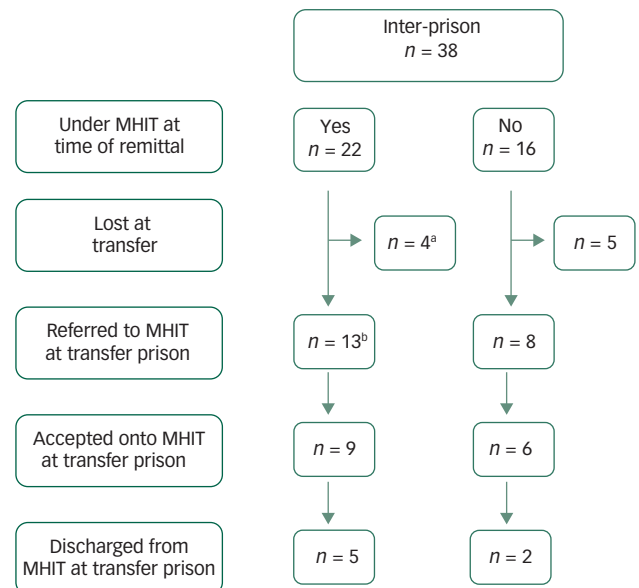 Inter-prison
n = 38
Under MHIT at
time of remittal
Yes
n = 22
No
n = 16
Lost at
transfer
n = 4ᵃ
n = 5
Referred to MHIT
at transfer prison
n = 13ᵇ
n = 8
Accepted onto MHIT
at transfer prison
n = 9
n = 6
Discharged from
MHIT at transfer prison
n = 5
n = 2